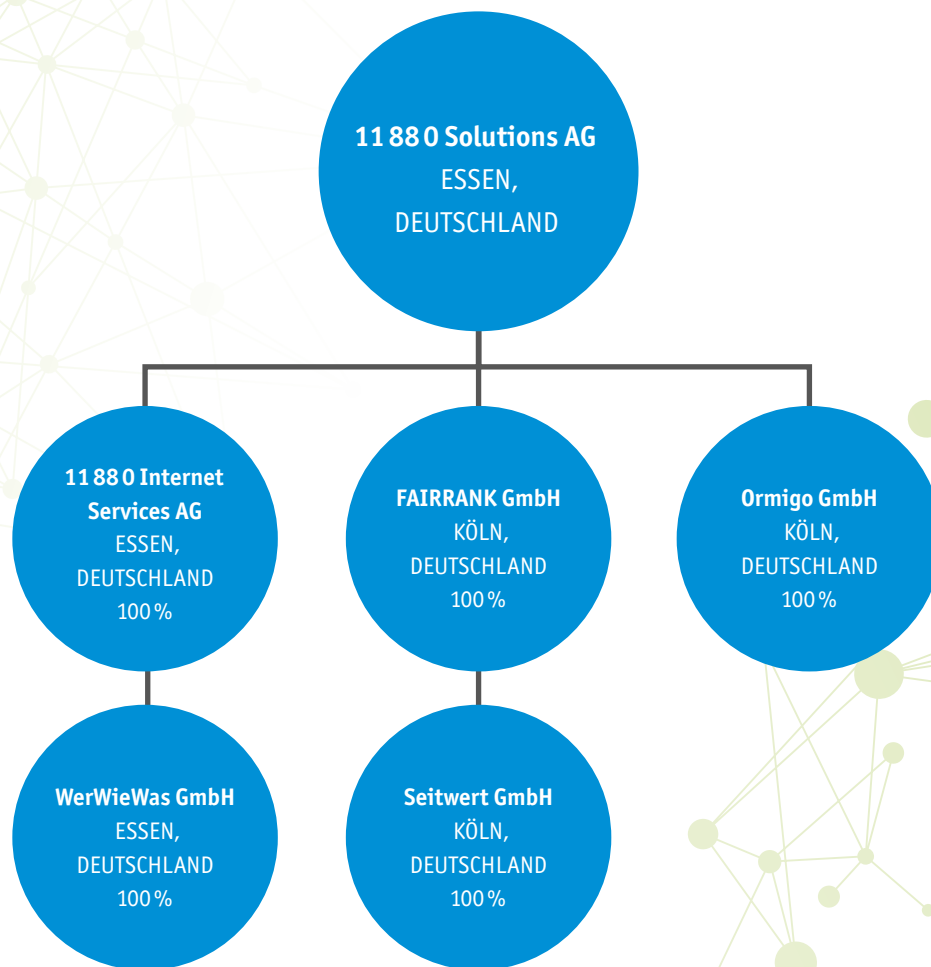 11 88 0 Solutions AG
ESSEN,
DEUTSCHLAND
11 88 0 Internet
Services AG
ESSEN,
DEUTSCHLAND
100 %
FAIRRANK GmbH
KÖLN,
DEUTSCHLAND
100 %
Ormigo GmbH
KÖLN,
DEUTSCHLAND
100 %
WerWieWas GmbH
ESSEN,
DEUTSCHLAND
100 %
Seitwert GmbH
KÖLN,
DEUTSCHLAND
100 %